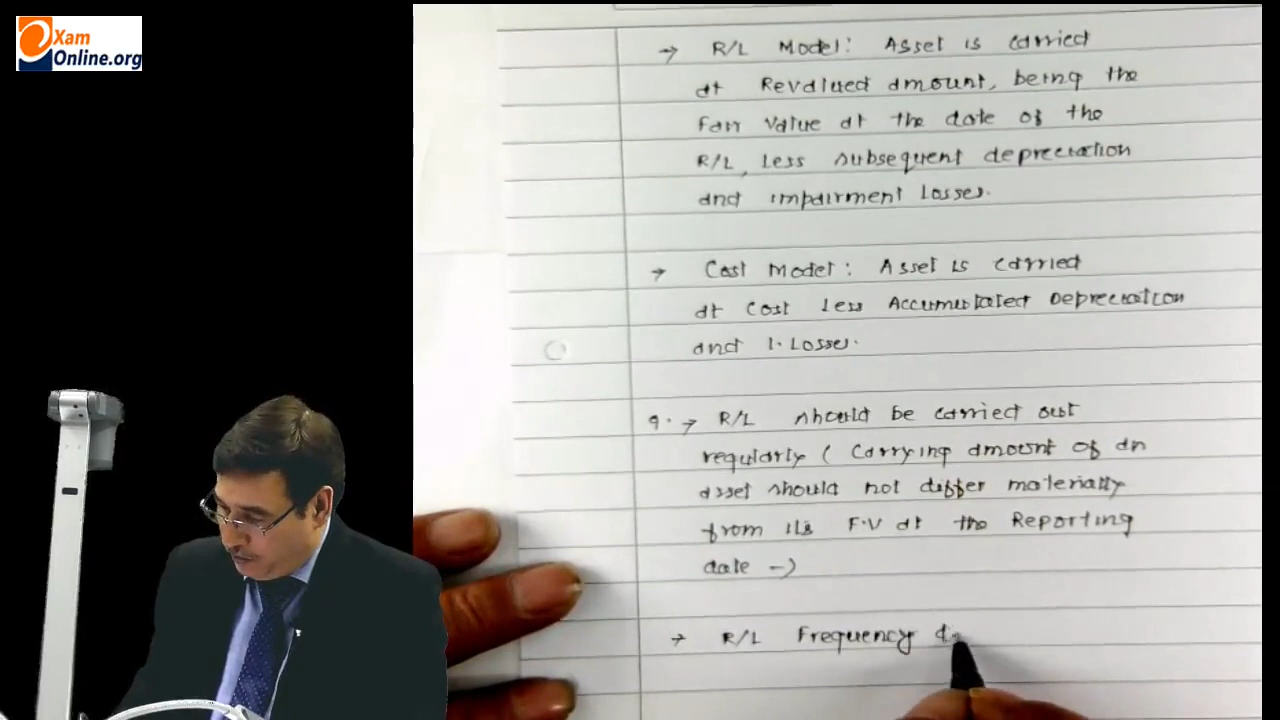 eXam
Online.org
→ R/L Model: Asset is carried
at Revalued amount, being the
fair value at the date of the
R/L, less subsequent depreciation
and impairment losses.
→ Cost Model: Asset is carried
at cost less Accumulated Depreciation
and I. Losses.
9. → R/L should be carried out
regularly ( Carrying amount of an
asset should not differ materially
from its F.V at the Reporting
date -)
→ R/L Frequency